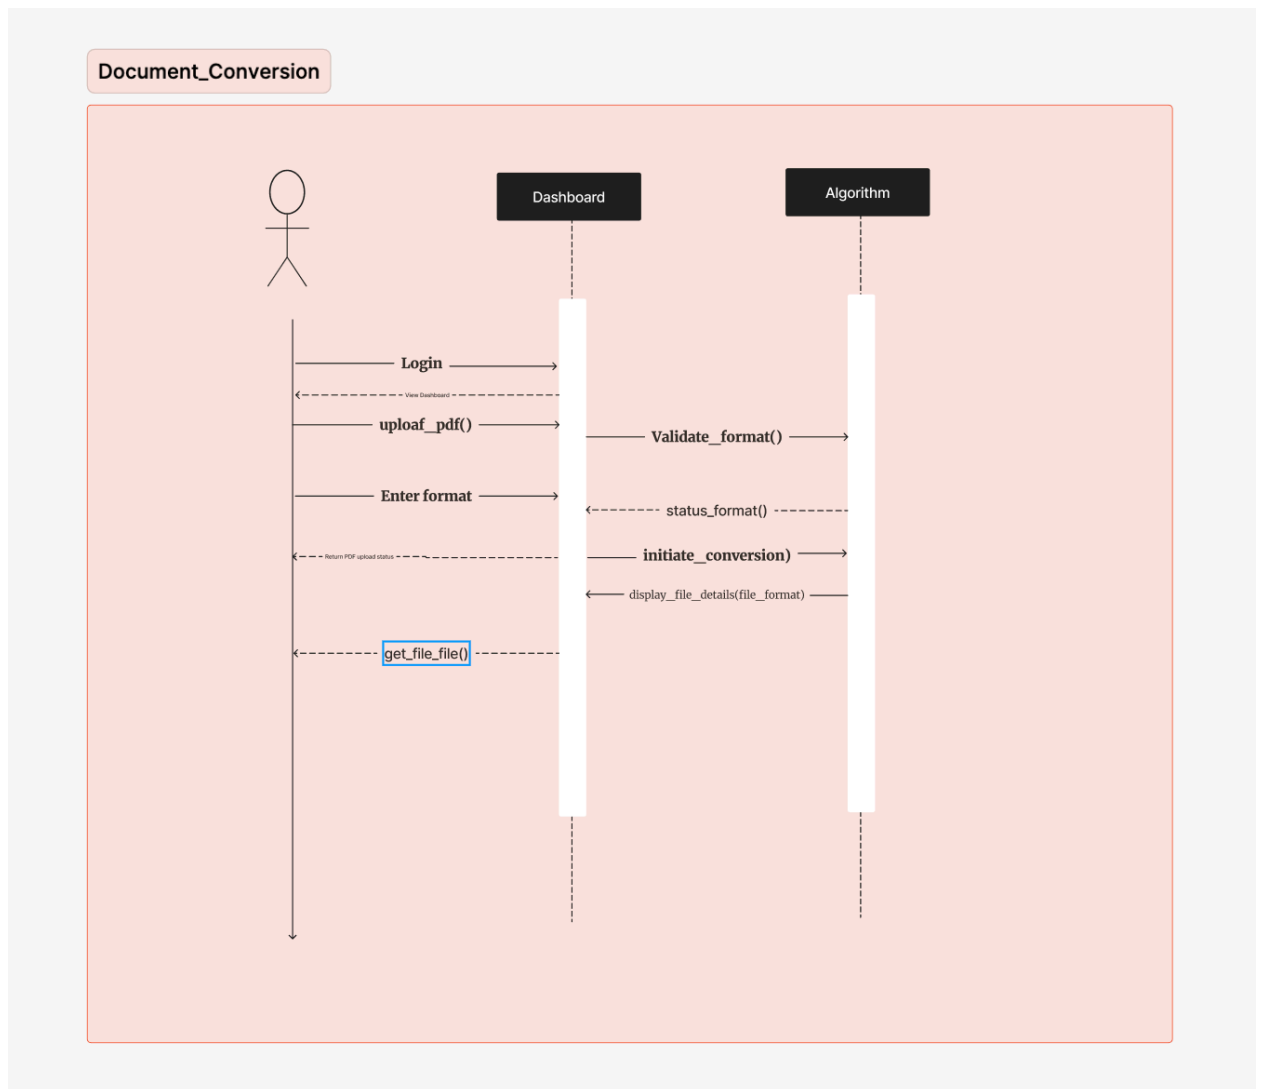 Document_Conversion
Dashboard
Algorithm
Login
View Dashboard
uploaf_pdf()
Validate_format()
Enter format
status_format()
Return PDF upload status
initiate_conversion)
display_file_details(file_format)
get_file_file()